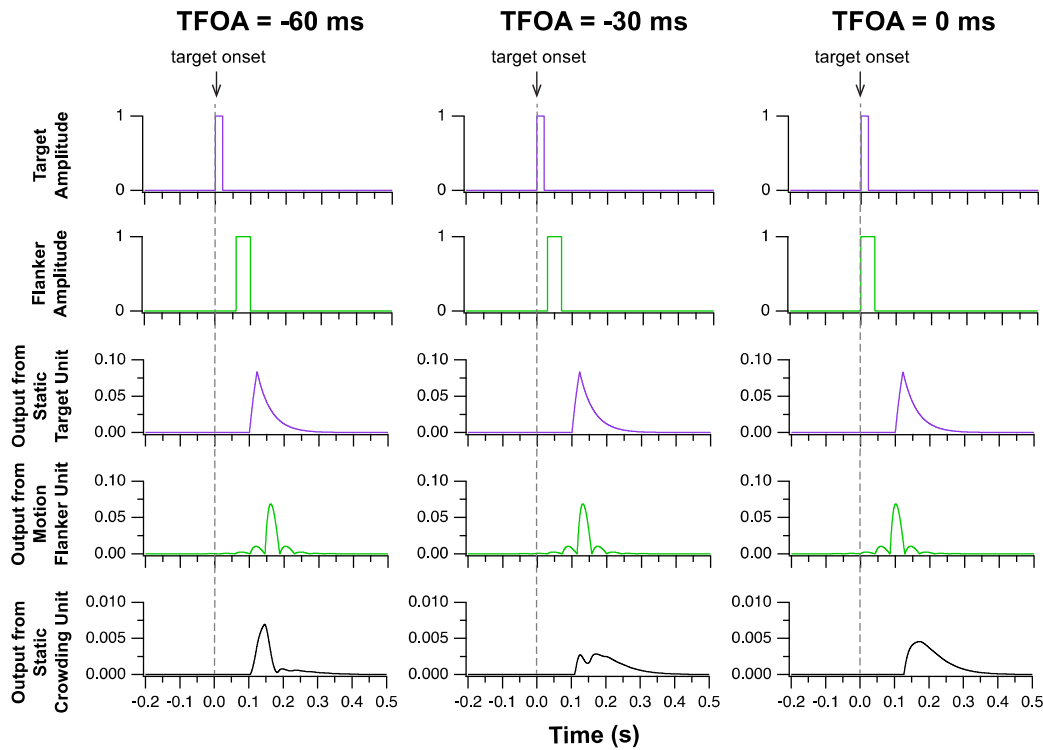 TFOA = -60 ms
TFOA = -30 ms
TFOA = 0 ms
target onset
target onset
target onset
Target
Amplitude
1
0
1
0
1
0
Flanker
Amplitude
1
0
1
0
1
0
Output from
Static
Target Unit
0.10
0.05
0.00
0.10
0.05
0.00
0.10
0.05
0.00
Output from
Motion
Flanker Unit
0.10
0.05
0.00
0.10
0.05
0.00
0.10
0.05
0.00
Output from
Static
Crowding Unit
0.010
0.005
0.000
0.010
0.005
0.000
0.010
0.005
0.000
-0.2 -0.1 0.0 0.1 0.2 0.3 0.4 0.5
-0.2 -0.1 0.0 0.1 0.2 0.3 0.4 0.5
-0.2 -0.1 0.0 0.1 0.2 0.3 0.4 0.5
Time (s)